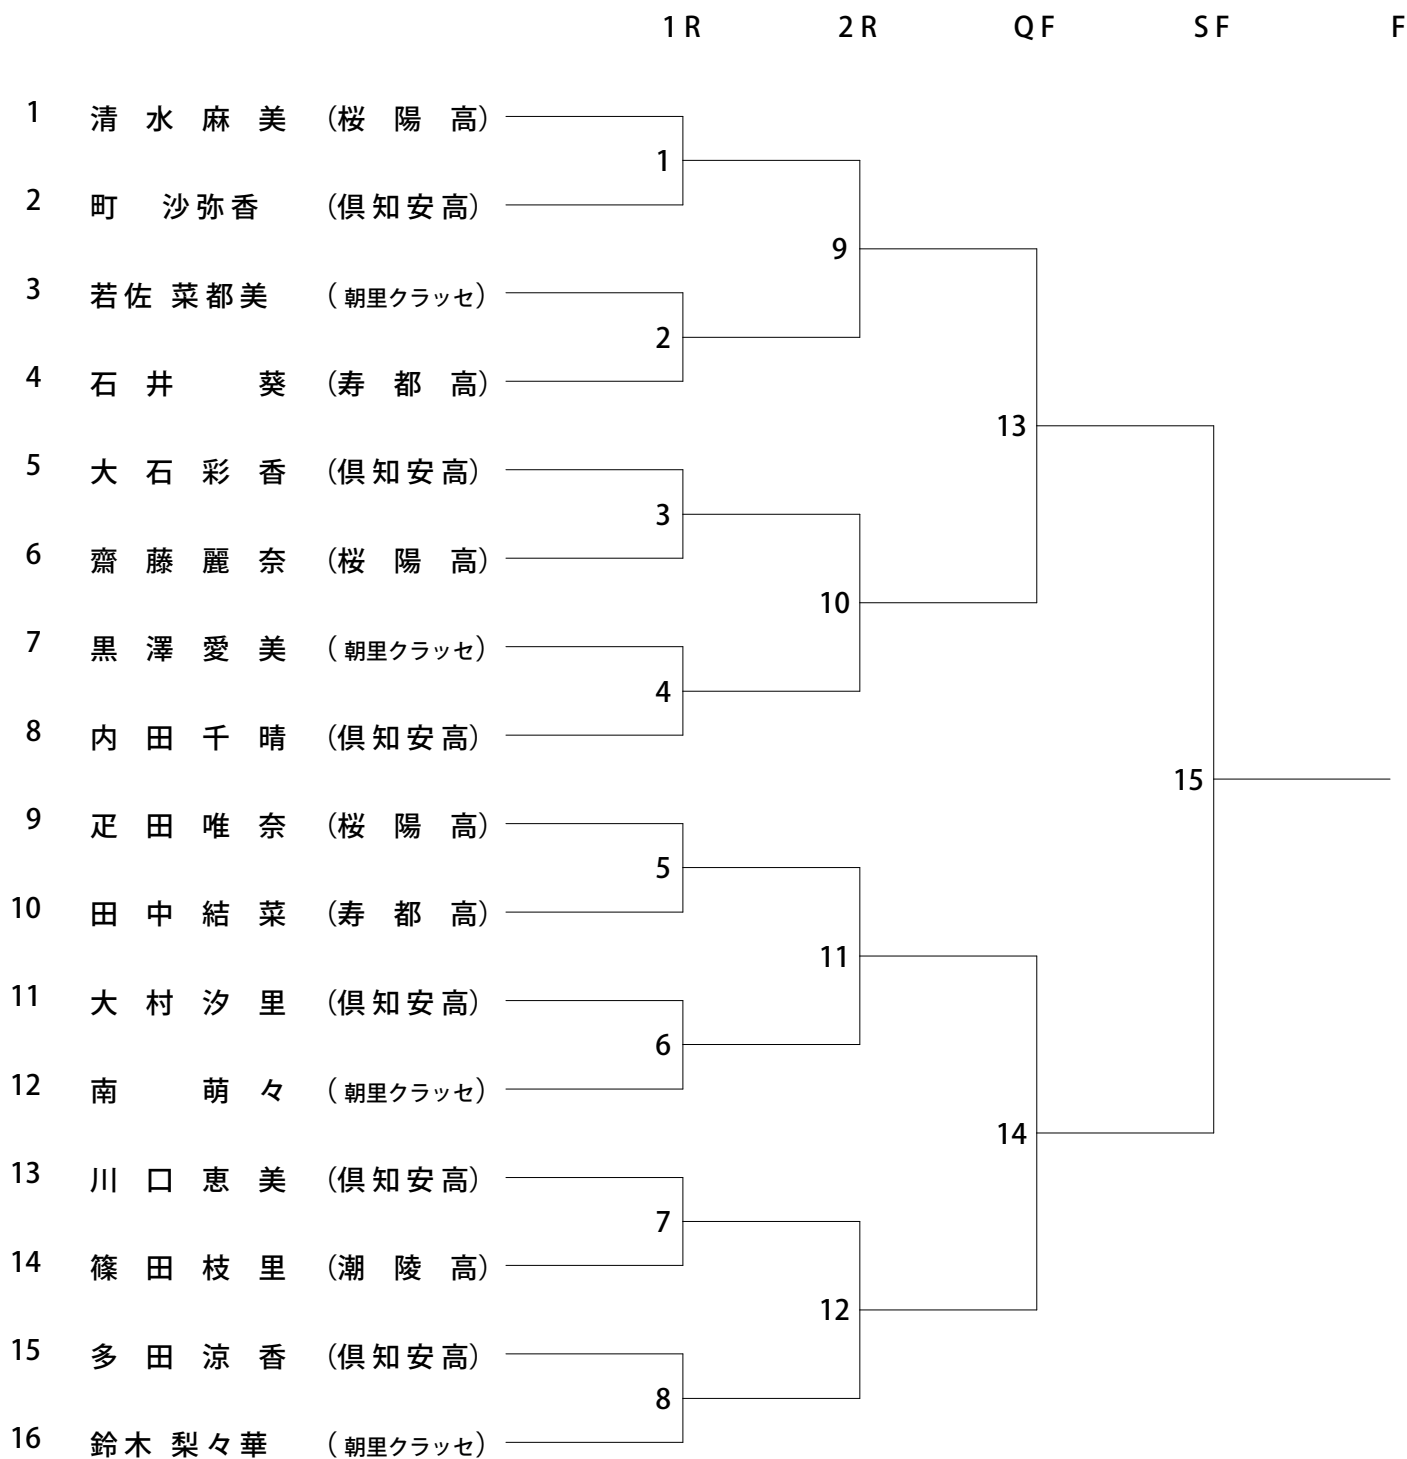 1R 2R QF SF F
1 清水麻美 (桜陽高)
1
2 町 沙弥香 (倶知安高)
9
3 若佐 菜都美 (朝里クラッセ)
2
4 石井 葵 (寿都高)
13
5 大石彩香 (倶知安高)
3
6 齋藤麗奈 (桜陽高)
10
7 黒澤愛美 (朝里クラッセ)
4
8 内田千晴 (倶知安高)
15
9 疋田唯奈 (桜陽高)
5
10 田中結菜 (寿都高)
11
11 大村汐里 (倶知安高)
6
12 南 萌々 (朝里クラッセ)
14
13 川口恵美 (倶知安高)
7
14 篠田枝里 (潮陵高)
12
15 多田涼香 (倶知安高)
8
16 鈴木 梨々華 (朝里クラッセ)